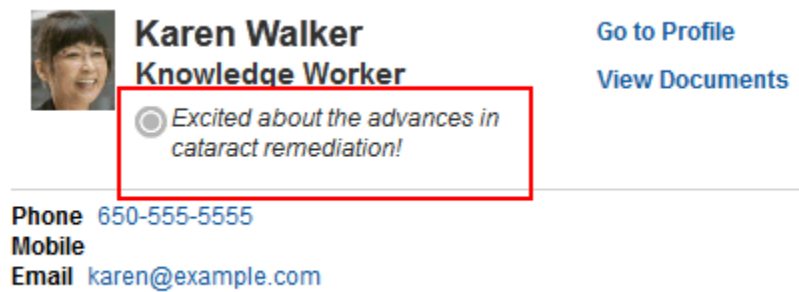 Karen Walker
Go to Profile
Knowledge Worker
View Documents
Excited about the advances in
cataract remediation!
Phone 650-555-5555
Mobile
Email karen@example.com